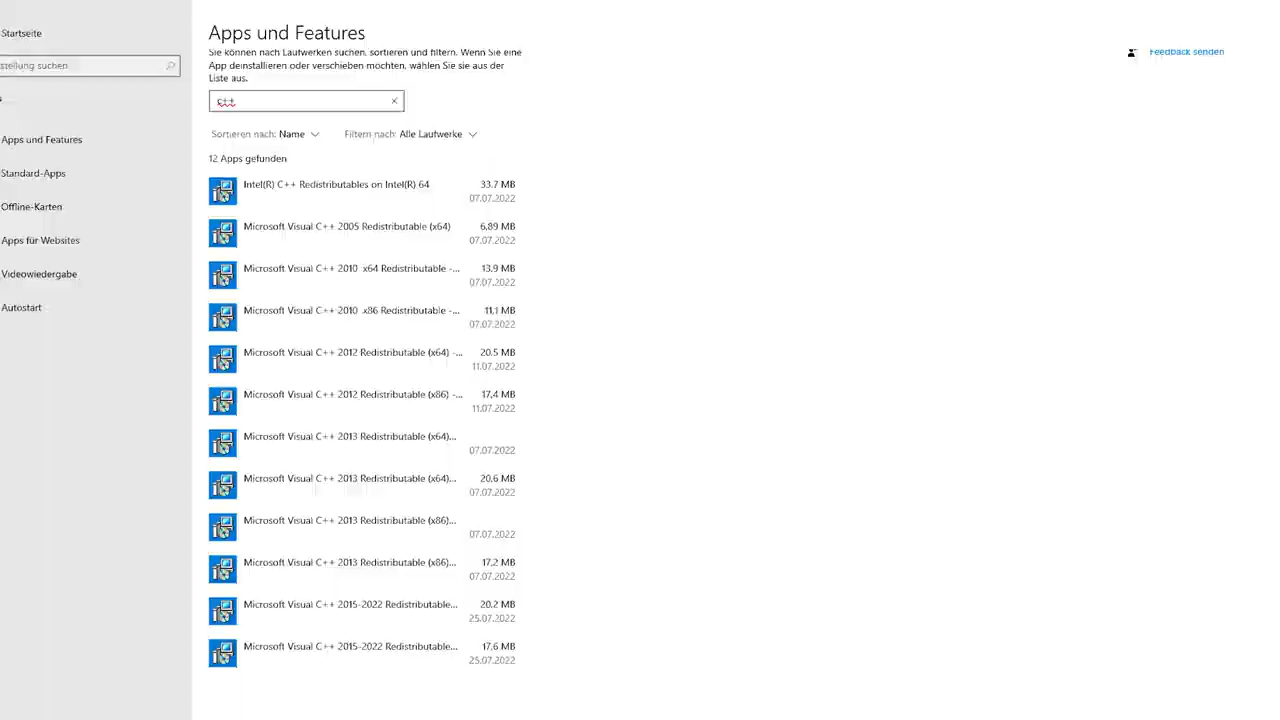 Startseite
stellung suchen
Apps und Features
Standard-Apps
Offline-Karten
Apps für Websites
Videowiedergabe
Autostart
Apps und Features
Sie können nach Laufwerken suchen, sortieren und filtern. Wenn Sie eine
App deinstallieren oder verschieben möchten, wählen Sie sie aus der
Liste aus.
c++
Sortieren nach: Name
Filtern nach: Alle Laufwerke
12 Apps gefunden
Intel(R) C++ Redistributables on Intel(R) 64 33.7 MB
07.07.2022
Microsoft Visual C++ 2005 Redistributable (x64) 6,89 MB
07.07.2022
Microsoft Visual C++ 2010 x64 Redistributable -... 13.9 MB
07.07.2022
Microsoft Visual C++ 2010 x86 Redistributable -... 11,1 MB
07.07.2022
Microsoft Visual C++ 2012 Redistributable (x64) -... 20.5 MB
11.07.2022
Microsoft Visual C++ 2012 Redistributable (x86) -... 17,4 MB
11.07.2022
Microsoft Visual C++ 2013 Redistributable (x64)...
07.07.2022
Microsoft Visual C++ 2013 Redistributable (x64)... 20,6 MB
07.07.2022
Microsoft Visual C++ 2013 Redistributable (x86)...
07.07.2022
Microsoft Visual C++ 2013 Redistributable (x86)... 17,2 MB
07.07.2022
Microsoft Visual C++ 2015-2022 Redistributable... 20.2 MB
25.07.2022
Microsoft Visual C++ 2015-2022 Redistributable... 17,6 MB
25.07.2022
Feedback senden